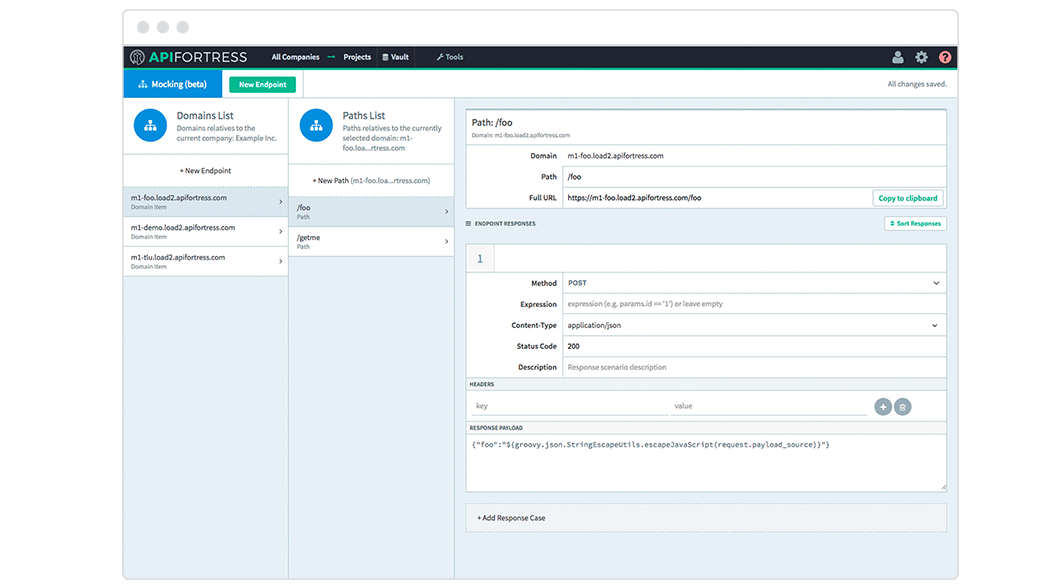 APIFORTRESS
All Companies → Projects Vault Tools
?
Mocking (beta)
New Endpoint
All changes saved.
Domains List
Domains relatives to the
current company: Example Inc.
+ New Endpoint
m1-foo.load2.apifortress.com
Domain Item
m1-demo.load2.apifortress.com
Domain Item
m1-tlu.load2.apifortress.com
Domain Item
Paths List
Paths relatives to the currently
selected domain: m1-
foo.loa...rtress.com
+ New Path (m1-foo.loa...rtress.com)
/foo
Path
/getme
Path
Path: /foo
Domain: m1-foo.load2.apifortress.com
Domain m1-foo.load2.apifortress.com
Path /foo
Full URL https://m1-foo.load2.apifortress.com/foo Copy to clipboard
ENDPOINT RESPONSES Sort Responses
1
Method POST
Expression expression (e.g. params.id == '1') or leave empty
Content-Type application/json
Status Code 200
Description Response scenario description
HEADERS
key value
RESPONSE PAYLOAD
{"foo":"${groovy.json.StringEscapeUtils.escapeJavaScript(request.payload_source)}"}
+ Add Response Case